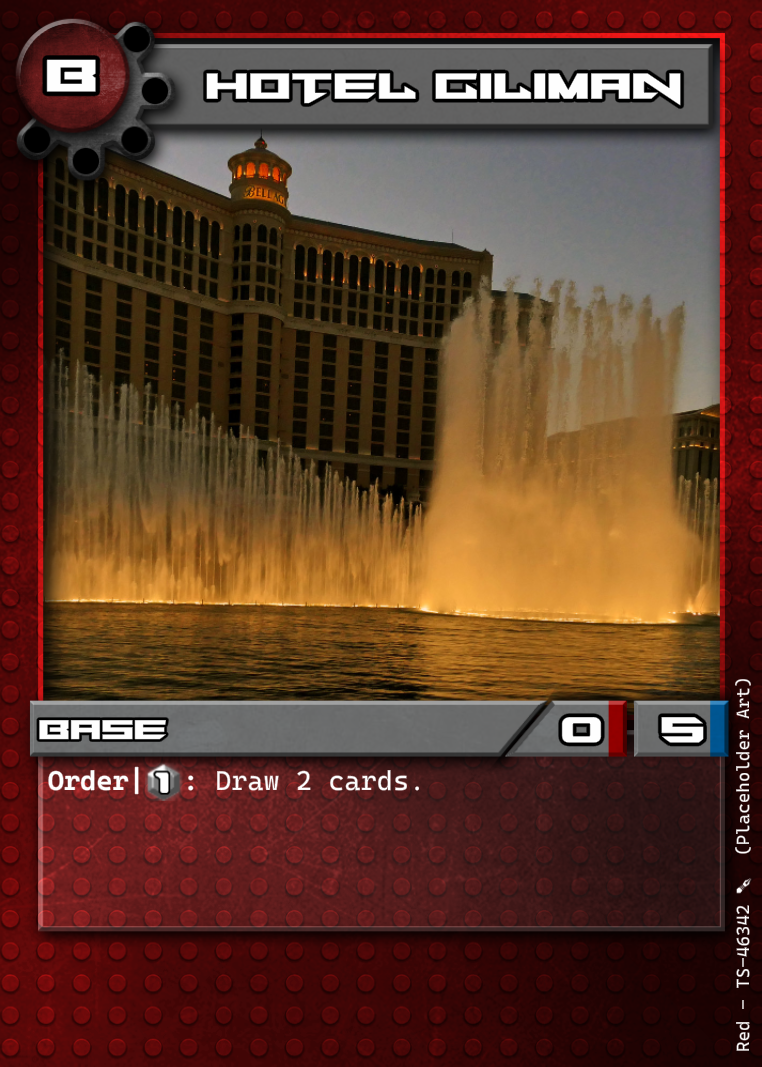 B
HOTEL GILIMAN
BASE
0
5
Order|1: Draw 2 cards.
Red - TS-46342 (Placeholder Art)